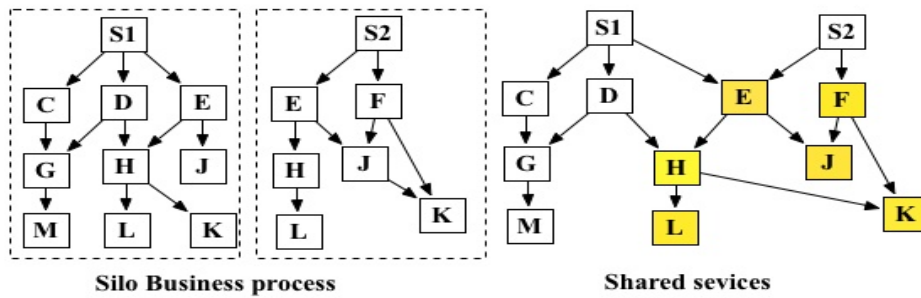 S1
C D E
G H J
M L K
S2
E F
H J
L K
Silo Business process
S1 S2
C D E F
G H J
M L K
Shared sevices